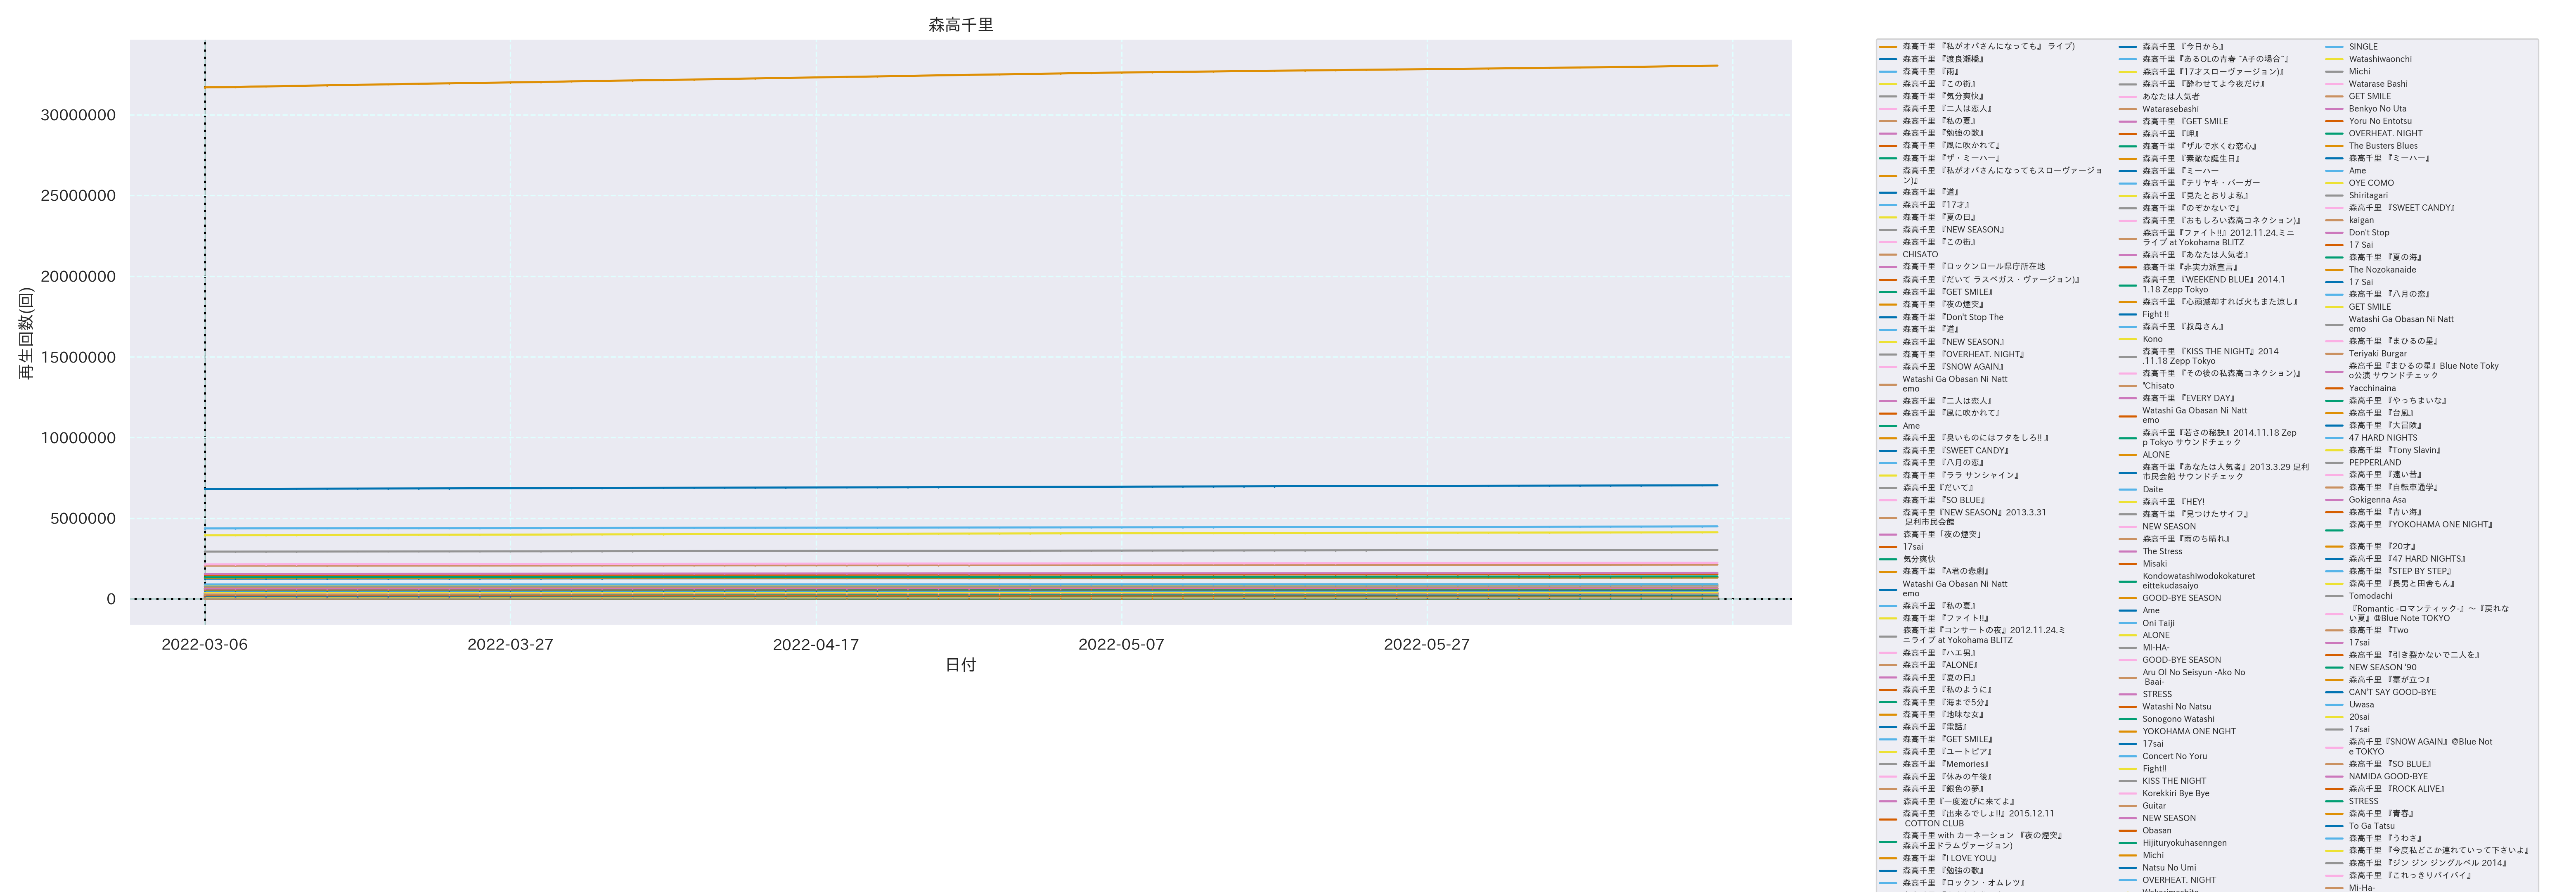 森高千里
30000000
25000000
20000000
15000000
10000000
5000000
0
再生回数(回)
2022-03-06
2022-03-27
2022-04-17
2022-05-07
2022-05-27
日付
森高千里 『私がオバさんになっても』 ライブ)
森高千里 『渡良瀬橋』
森高千里 『雨』
森高千里 『この街』
森高千里 『気分爽快』
森高千里 『二人は恋人』
森高千里 『私の夏』
森高千里 『勉強の歌』
森高千里 『風に吹かれて』
森高千里 『ザ・ミーハー』
森高千里 『私がオバさんになってもスローヴァージョ
ン)』
森高千里 『道』
森高千里 『17才』
森高千里 『夏の日』
森高千里 『NEW SEASON』
森高千里 『この街』
CHISATO
森高千里 『ロックンロール県庁所在地
森高千里 『だいて ラスベガス・ヴァージョン)』
森高千里 『GET SMILE』
森高千里 『夜の煙突』
森高千里 『Don't Stop The
森高千里 『道』
森高千里 『NEW SEASON』
森高千里 『OVERHEAT. NIGHT』
森高千里 『SNOW AGAIN』
Watashi Ga Obasan Ni Natt
emo
森高千里 『二人は恋人』
森高千里 『風に吹かれて』
Ame
森高千里 『臭いものにはフタをしろ!! 』
森高千里 『SWEET CANDY』
森高千里 『八月の恋』
森高千里 『ララ サンシャイン』
森高千里『だいて』
森高千里 『SO BLUE』
森高千里『NEW SEASON』2013.3.31
足利市民会館
森高千里「夜の煙突」
17sai
気分爽快
森高千里 『A君の悲劇』
Watashi Ga Obasan Ni Natt
emo
森高千里 『私の夏』
森高千里 『ファイト!!』
森高千里『コンサートの夜』2012.11.24.ミ
ニライブ at Yokohama BLITZ
森高千里 『ハエ男』
森高千里 『ALONE』
森高千里 『夏の日』
森高千里 『私のように』
森高千里 『海まで5分』
森高千里 『地味な女』
森高千里 『電話』
森高千里 『GET SMILE』
森高千里 『ユートピア』
森高千里 『Memories』
森高千里 『休みの午後』
森高千里 『銀色の夢』
森高千里『一度遊びに来てよ』
森高千里 『出来るでしょ!!』2015.12.11
COTTON CLUB
森高千里 with カーネーション 『夜の煙突』
森高千里ドラムヴァージョン)
森高千里 『I LOVE YOU』
森高千里 『勉強の歌』
森高千里 『ロックン・オムレツ』
森高千里 『今日から』
森高千里 『あるOLの青春 ~A子の場合~』
森高千里 『17才スローヴァージョン)』
森高千里 『酔わせてよ今夜だけ』
あなたは人気者
Watarasebashi
森高千里 『GET SMILE
森高千里 『岬』
森高千里 『ザルで水くむ恋心』
森高千里 『素敵な誕生日』
森高千里 『ミーハー
森高千里 『テリヤキ・バーガー
森高千里 『見たとおりよ私』
森高千里 『のぞかないで』
森高千里 『おもしろい森高コネクション)』
森高千里『ファイト!!』2012.11.24.ミニ
ライブ at Yokohama BLITZ
森高千里 『あなたは人気者』
森高千里 『非実力派宣言』
森高千里 『WEEKEND BLUE』2014.1
1.18 Zepp Tokyo
森高千里 『心頭滅却すれば火もまた涼し』
Fight !!
森高千里 『叔母さん』
Kono
森高千里 『KISS THE NIGHT』2014
.11.18 Zepp Tokyo
森高千里 『その後の私森高コネクション)』
"Chisato
森高千里 『EVERY DAY』
Watashi Ga Obasan Ni Natt
emo
森高千里『若さの秘訣』2014.11.18 Zep
p Tokyo サウンドチェック
ALONE
森高千里『あなたは人気者』2013.3.29 足利
市民会館 サウンドチェック
Daite
森高千里 『HEY!
森高千里 『見つけたサイフ』
NEW SEASON
森高千里『雨のち晴れ』
The Stress
Misaki
Kondowatashiwodokokaturet
eittekudasaiyo
GOOD-BYE SEASON
Ame
Oni Taiji
ALONE
MI-HA-
GOOD-BYE SEASON
Aru Ol No Seisyun -Ako No
Baai-
STRESS
Watashi No Natsu
Sonogono Watashi
YOKOHAMA ONE NGHT
17sai
Concert No Yoru
Fight!!
KISS THE NIGHT
Korekkiri Bye Bye
Guitar
NEW SEASON
Obasan
Hijituryokuhasenngen
Michi
Natsu No Umi
OVERHEAT. NIGHT
SINGLE
Watashiwaonchi
Michi
Watarase Bashi
GET SMILE
Benkyo No Uta
Yoru No Entotsu
OVERHEAT. NIGHT
The Busters Blues
森高千里 『ミーハー』
Ame
OYE COMO
Shiritagari
森高千里 『SWEET CANDY』
kaigan
Don't Stop
17 Sai
森高千里 『夏の海』
The Nozokanaide
17 Sai
森高千里 『八月の恋』
GET SMILE
Watashi Ga Obasan Ni Natt
emo
森高千里 『まひるの星』
Teriyaki Burgar
森高千里『まひるの星』Blue Note Toky
o公演 サウンドチェック
Yacchinaina
森高千里 『やっちまいな』
森高千里 『台風』
森高千里 『大冒険』
47 HARD NIGHTS
森高千里 『Tony Slavin』
PEPPERLAND
森高千里 『遠い昔』
森高千里 『自転車通学』
Gokigenna Asa
森高千里 『青い海』
森高千里 『YOKOHAMA ONE NIGHT』
森高千里 『20才』
森高千里 『47 HARD NIGHTS』
森高千里 『STEP BY STEP』
森高千里 『長男と田舎もん』
Tomodachi
『Romantic -ロマンティック-』～『戻れな
い夏』@Blue Note TOKYO
森高千里 『Two
17sai
森高千里 『引き裂かないで二人を』
NEW SEASON '90
森高千里 『薹が立つ』
CAN'T SAY GOOD-BYE
Uwasa
20sai
17sai
森高千里『SNOW AGAIN』@Blue Not
e TOKYO
森高千里 『SO BLUE』
NAMIDA GOOD-BYE
森高千里 『ROCK ALIVE』
STRESS
森高千里 『青春』
To Ga Tatsu
森高千里 『うわさ』
森高千里 『今度私どこか連れていって下さいよ』
森高千里 『ジン ジン ジングルベル 2014』
森高千里 『これっきりバイバイ』
Mi-Ha-